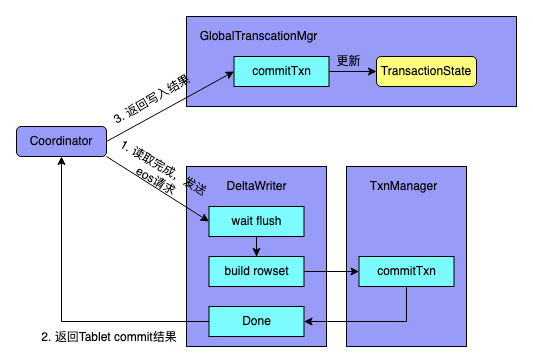 GlobalTranscationMgr
commitTxn
更新
TransactionState
3. 返回写入结果
Coordinator
1. 读取完成，发送
eos请求
DeltaWriter
TxnManager
wait flush
build rowset
commitTxn
Done
2. 返回Tablet commit结果